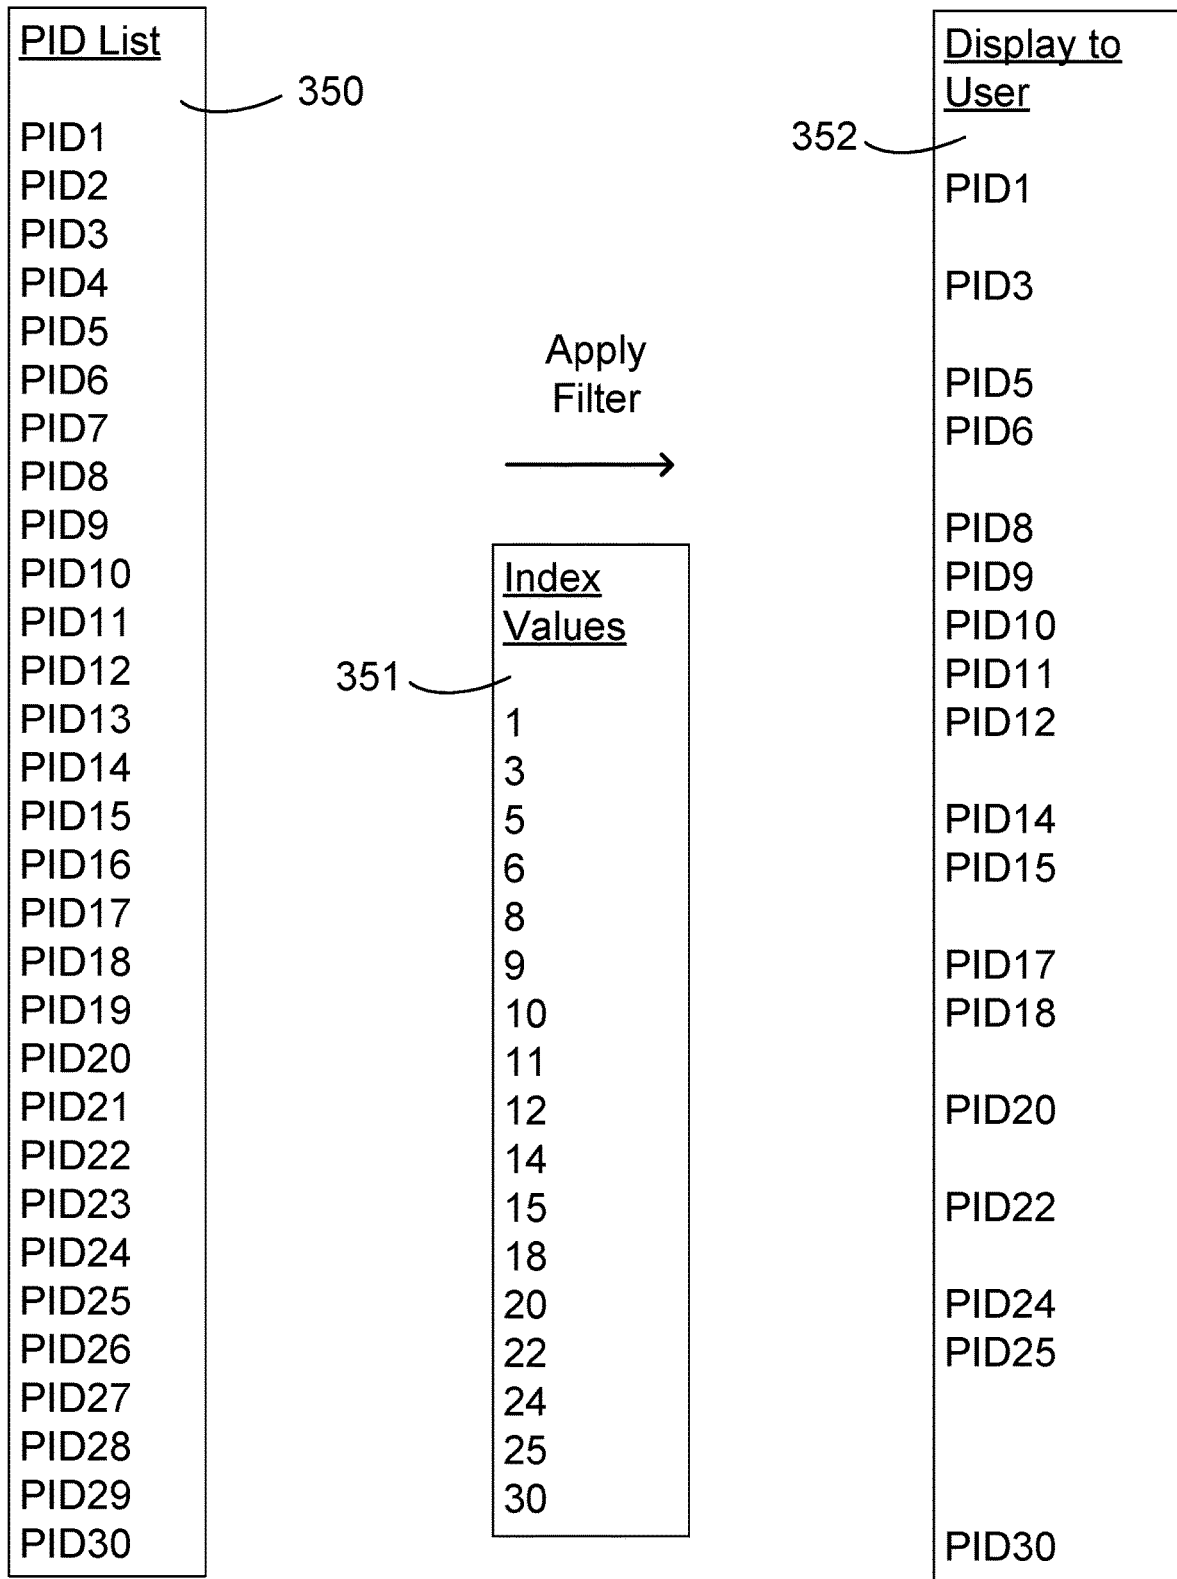 PID List
350
PID1
PID2
PID3
PID4
PID5
PID6
PID7
PID8
PID9
PID10
PID11
PID12
PID13
PID14
PID15
PID16
PID17
PID18
PID19
PID20
PID21
PID22
PID23
PID24
PID25
PID26
PID27
PID28
PID29
PID30
Apply
Filter
Index
Values
351
1
3
5
6
8
9
10
11
12
14
15
18
20
22
24
25
30
Display to
User
352
PID1
PID3
PID5
PID6
PID8
PID9
PID10
PID11
PID12
PID14
PID15
PID17
PID18
PID20
PID22
PID24
PID25
PID30